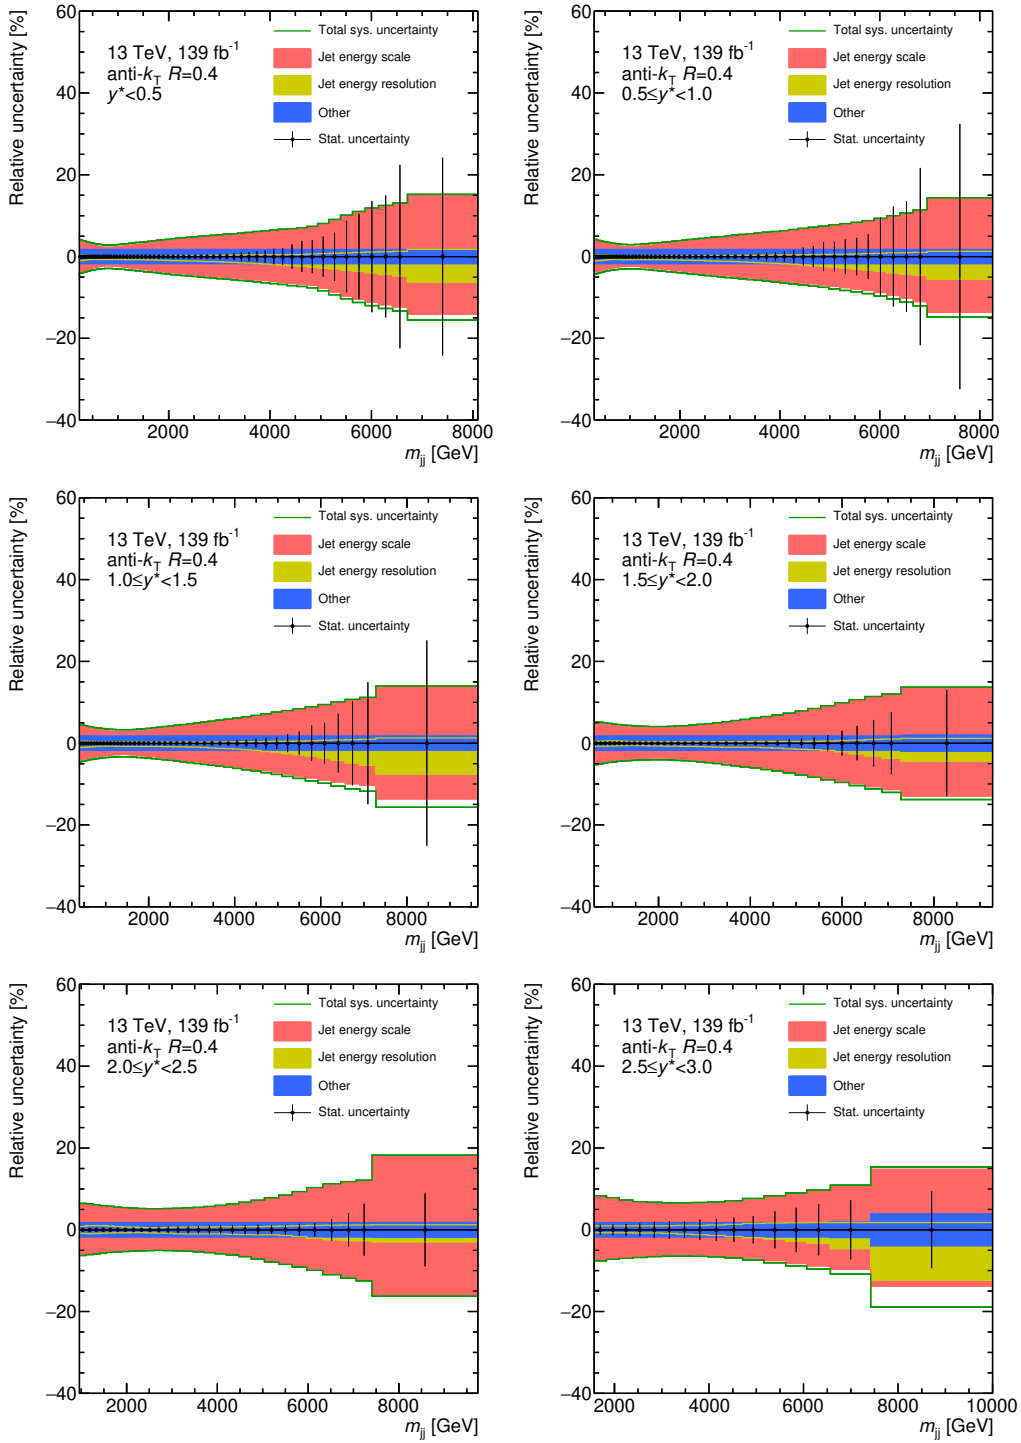 Relative uncertainty [%]
60
40
20
0
−20
−40
13 TeV, 139 fb-1
anti-kT R=0.4
y*<0.5
Total sys. uncertainty
Jet energy scale
Jet energy resolution
Other
Stat. uncertainty
2000 4000 6000 8000
mjj [GeV]
Relative uncertainty [%]
60
40
20
0
−20
−40
13 TeV, 139 fb-1
anti-kT R=0.4
0.5≤y*<1.0
Total sys. uncertainty
Jet energy scale
Jet energy resolution
Other
Stat. uncertainty
2000 4000 6000 8000
mjj [GeV]
Relative uncertainty [%]
60
40
20
0
−20
−40
13 TeV, 139 fb-1
anti-kT R=0.4
1.0≤y*<1.5
Total sys. uncertainty
Jet energy scale
Jet energy resolution
Other
Stat. uncertainty
2000 4000 6000 8000
mjj [GeV]
Relative uncertainty [%]
60
40
20
0
−20
−40
13 TeV, 139 fb-1
anti-kT R=0.4
1.5≤y*<2.0
Total sys. uncertainty
Jet energy scale
Jet energy resolution
Other
Stat. uncertainty
2000 4000 6000 8000
mjj [GeV]
Relative uncertainty [%]
60
40
20
0
−20
−40
13 TeV, 139 fb-1
anti-kT R=0.4
2.0≤y*<2.5
Total sys. uncertainty
Jet energy scale
Jet energy resolution
Other
Stat. uncertainty
2000 4000 6000 8000
mjj [GeV]
Relative uncertainty [%]
60
40
20
0
−20
−40
13 TeV, 139 fb-1
anti-kT R=0.4
2.5≤y*<3.0
Total sys. uncertainty
Jet energy scale
Jet energy resolution
Other
Stat. uncertainty
2000 4000 6000 8000 10000
mjj [GeV]